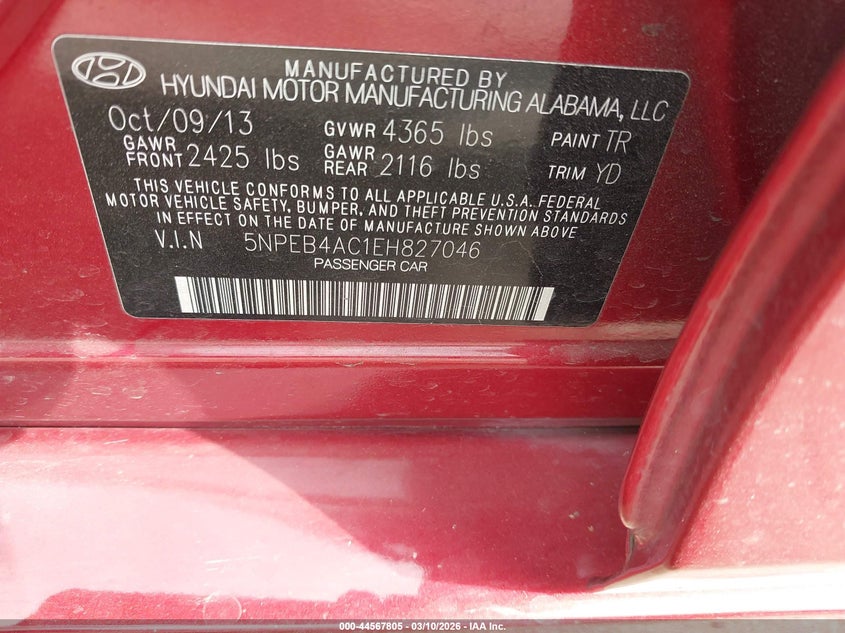 MANUFACTURED BY
HYUNDAI MOTOR MANUFACTURING ALABAMA, LLC
Oct/09/13 GVWR 4365 lbs PAINT TR
GAWR FRONT 2425 lbs GAWR REAR 2116 lbs TRIM YD
THIS VEHICLE CONFORMS TO ALL APPLICABLE U.S.A. FEDERAL
MOTOR VEHICLE SAFETY, BUMPER, AND THEFT PREVENTION STANDARDS
IN EFFECT ON THE DATE OF MANUFACTURE SHOWN ABOVE.
V.I.N 5NPEB4AC1EH827046
PASSENGER CAR
000-44567805 - 03/10/2026 - IAA Inc.